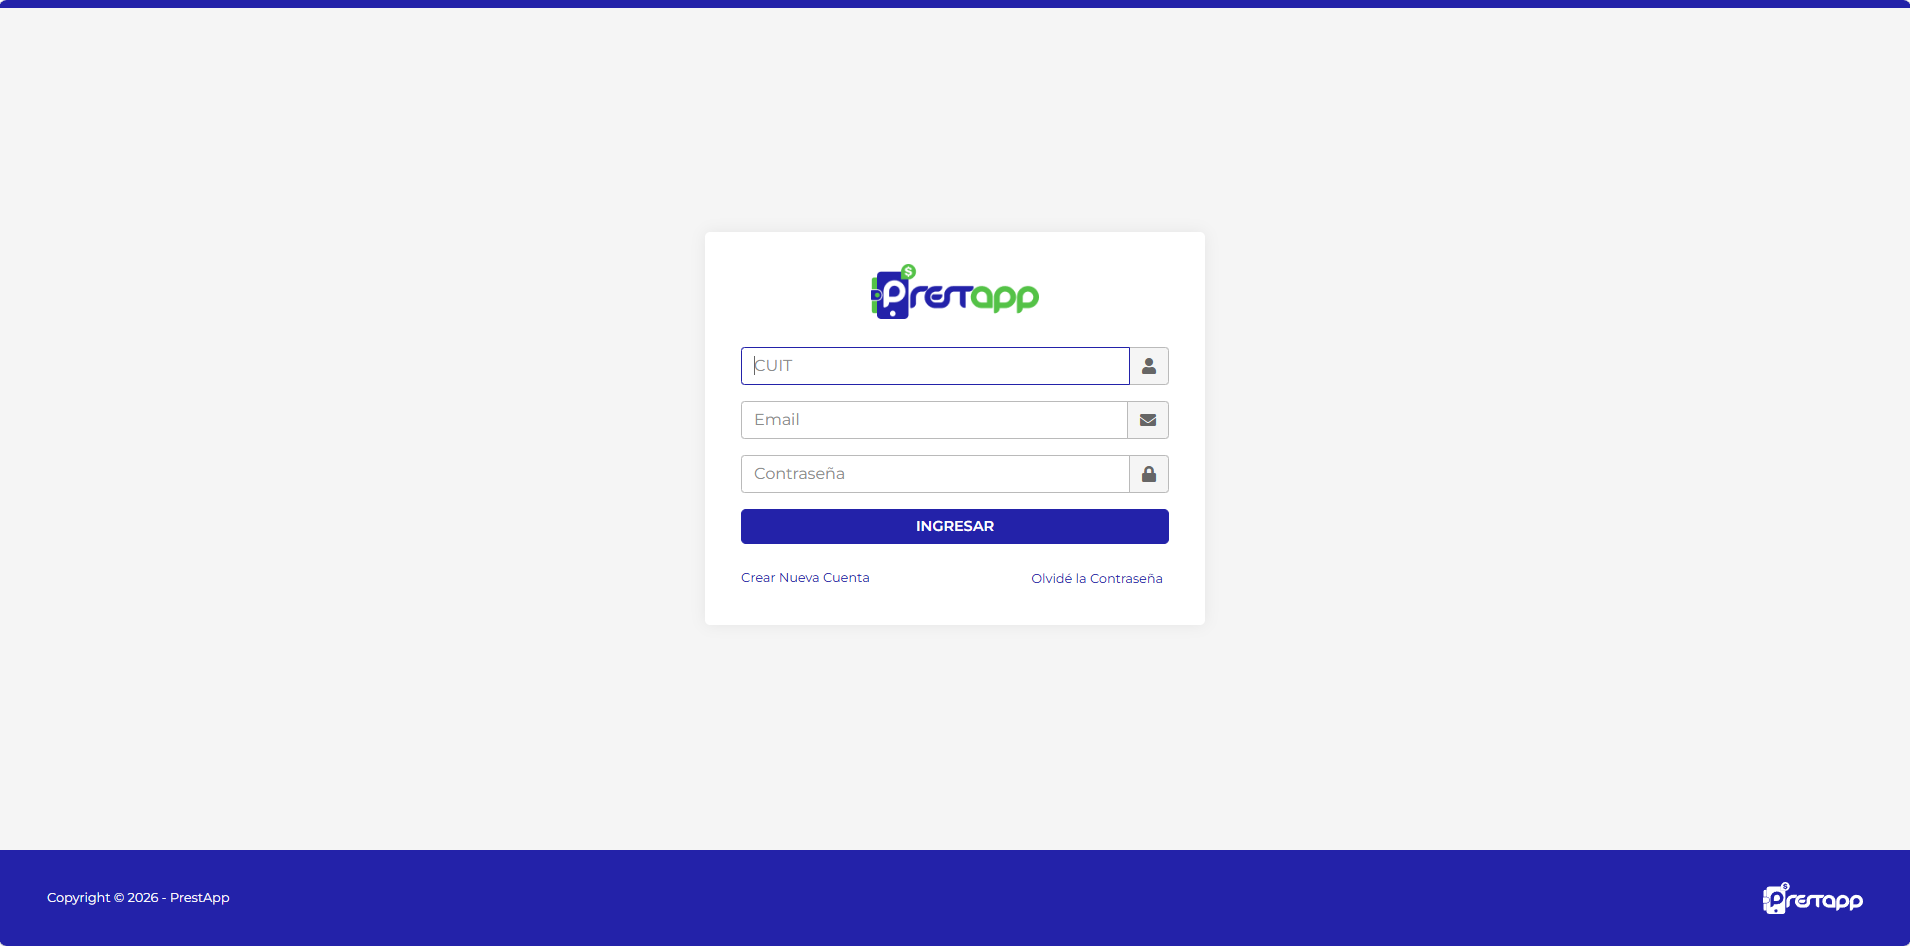 $
Prestapp
CUIT
Email
Contraseña
INGRESAR
Crear Nueva Cuenta
Olvidé la Contraseña
Copyright © 2026 - PrestApp
$
Prestapp